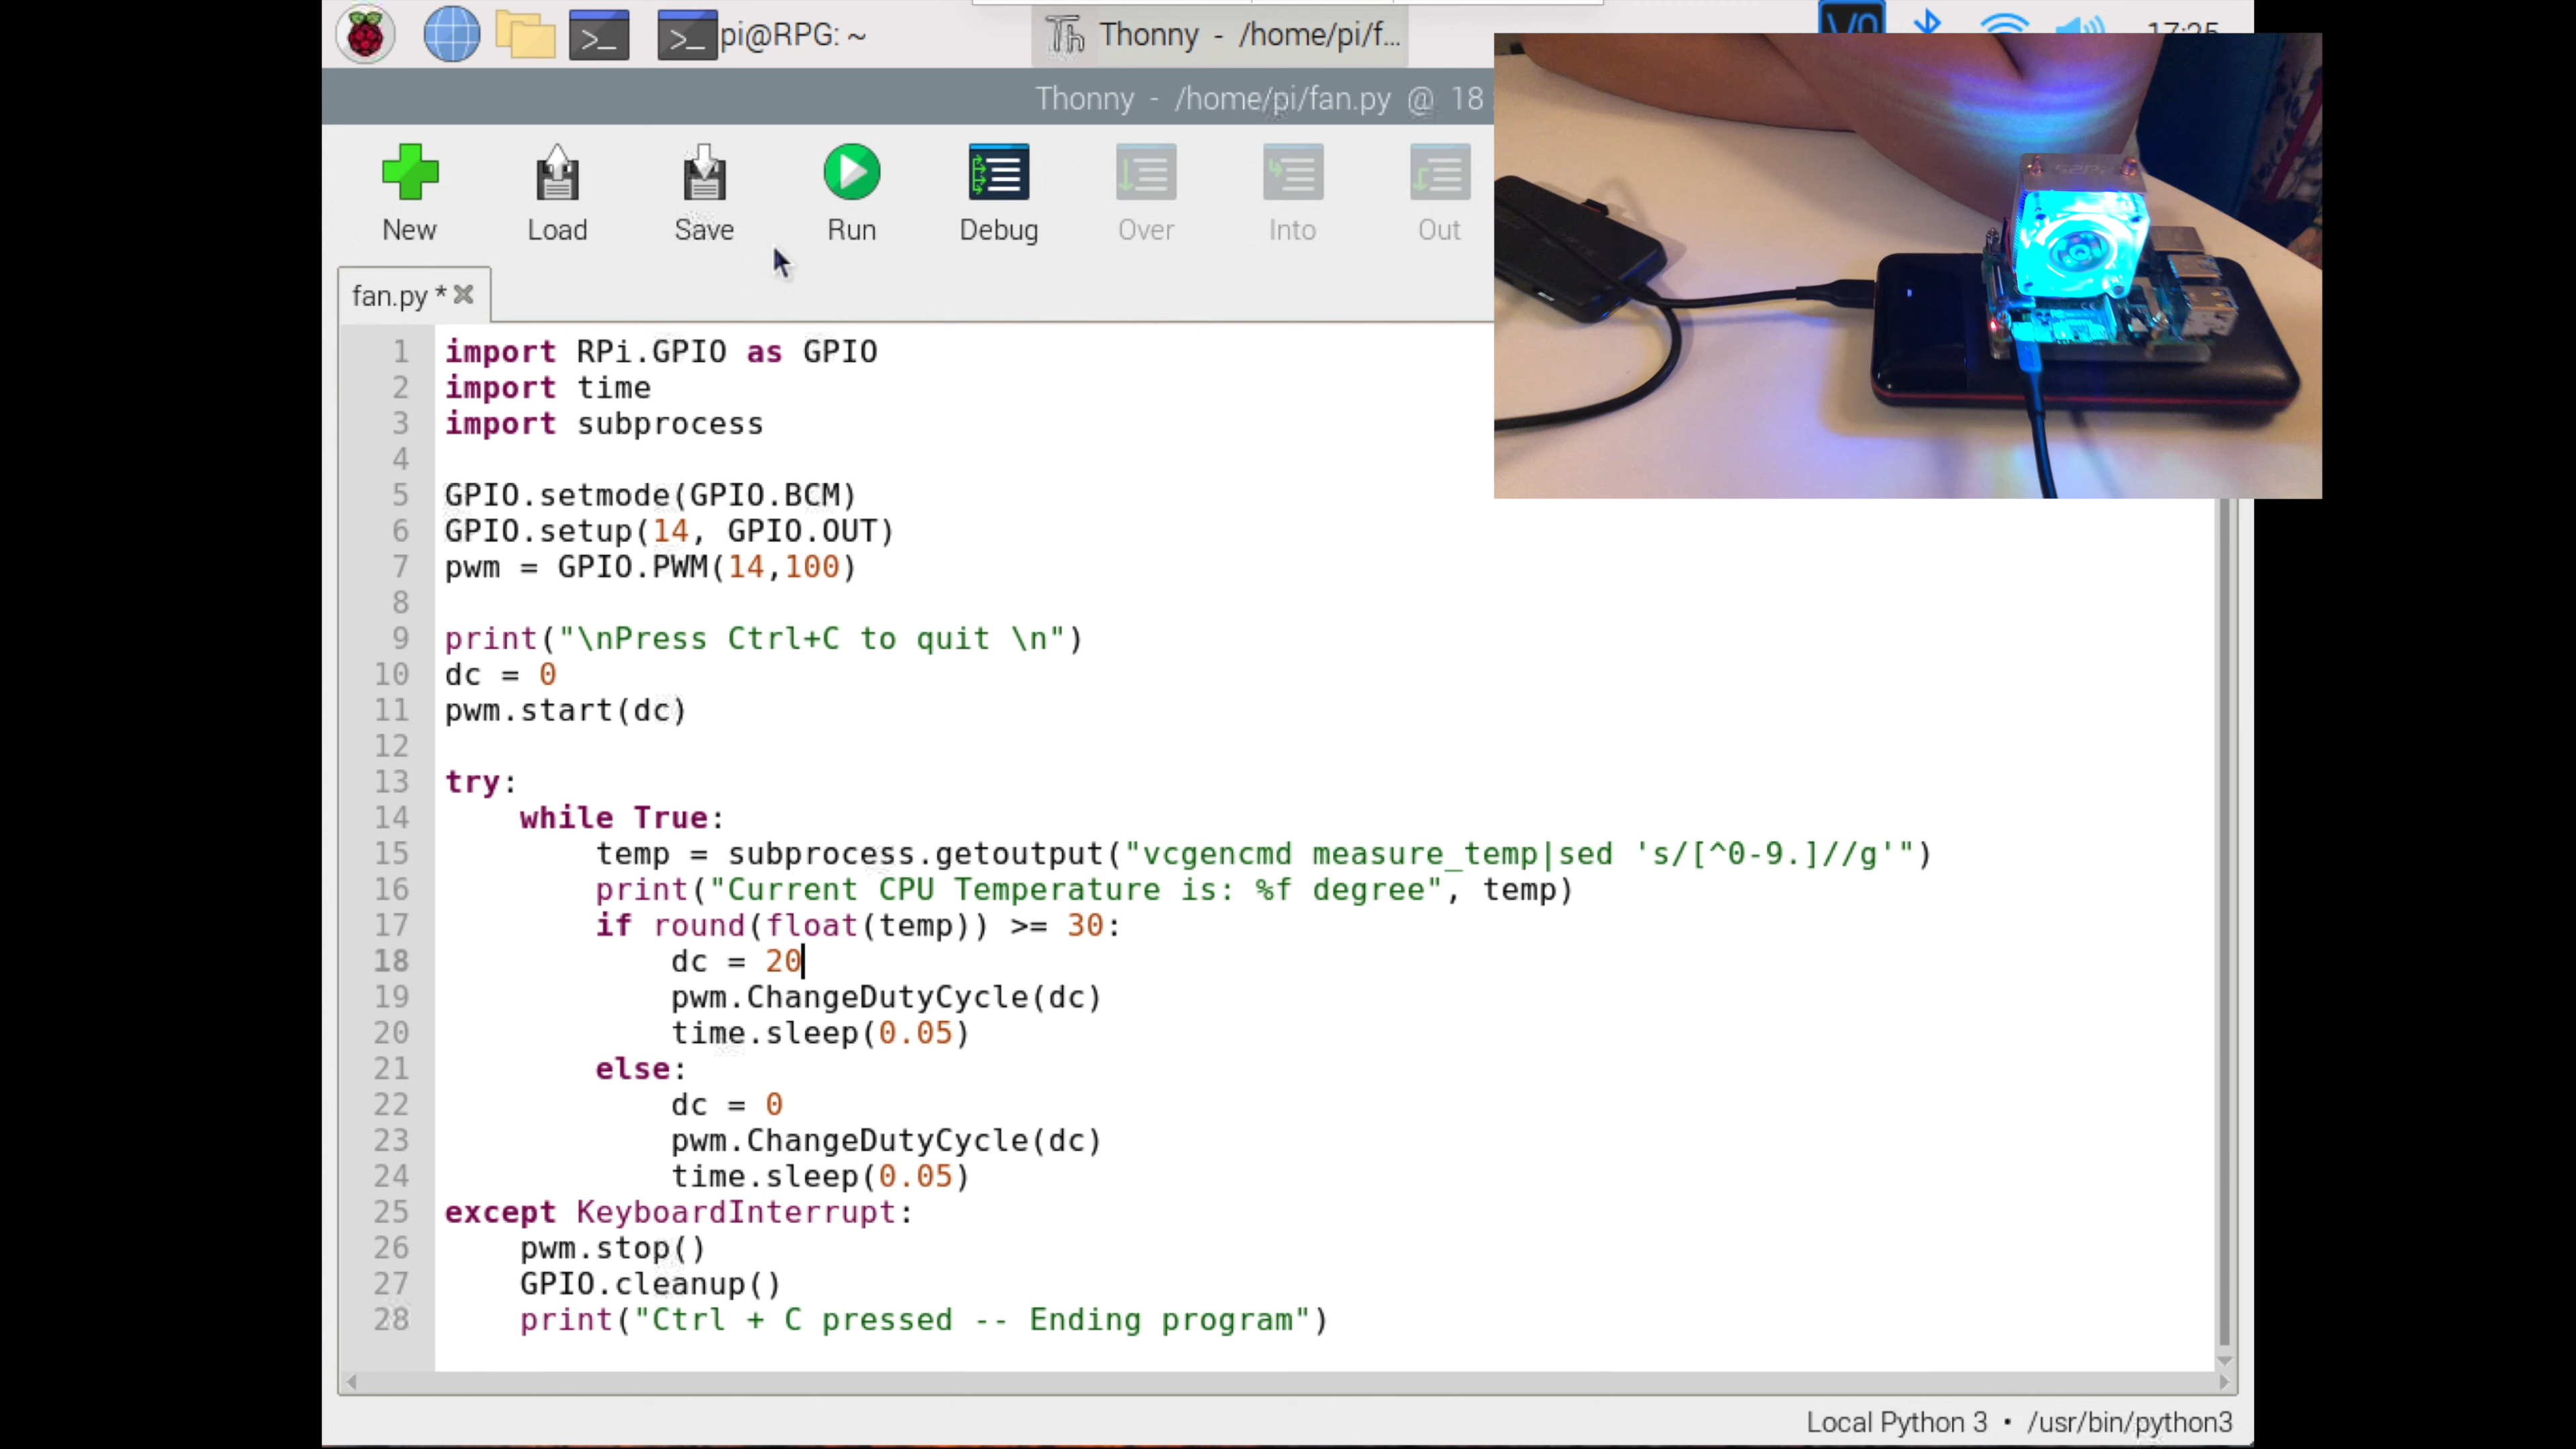 pi@RPG: ~
Thonny - /home/pi/f...
Thonny - /home/pi/fan.py @ 18
New
Load
Save
Run
Debug
Over
Into
Out
fan.py *
1 import RPi.GPIO as GPIO
2 import time
3 import subprocess
4
5 GPIO.setmode(GPIO.BCM)
6 GPIO.setup(14, GPIO.OUT)
7 pwm = GPIO.PWM(14,100)
8
9 print("\nPress Ctrl+C to quit \n")
10 dc = 0
11 pwm.start(dc)
12
13 try:
14 while True:
15 temp = subprocess.getoutput("vcgencmd measure_temp|sed 's/[^0-9.]//g'")
16 print("Current CPU Temperature is: %f degree", temp)
17 if round(float(temp)) >= 30:
18 dc = 20
19 pwm.ChangeDutyCycle(dc)
20 time.sleep(0.05)
21 else:
22 dc = 0
23 pwm.ChangeDutyCycle(dc)
24 time.sleep(0.05)
25 except KeyboardInterrupt:
26 pwm.stop()
27 GPIO.cleanup()
28 print("Ctrl + C pressed -- Ending program")
Local Python 3 • /usr/bin/python3